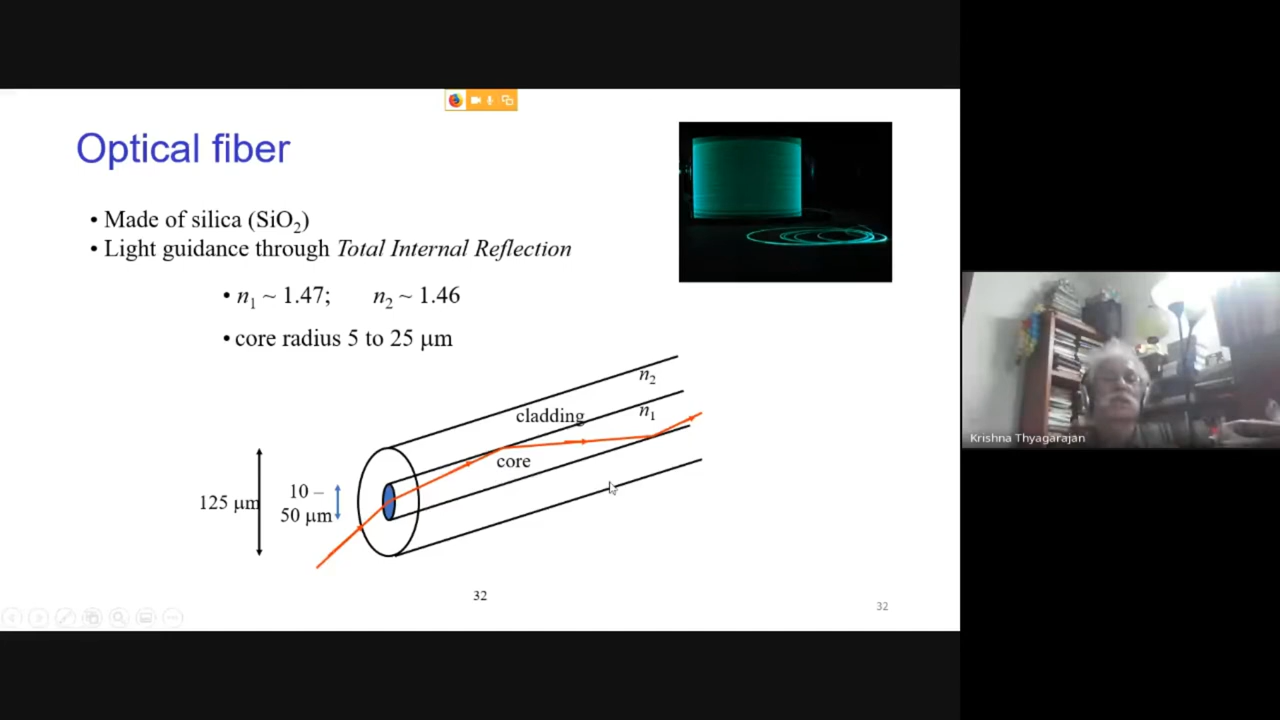 Optical fiber
• Made of silica (SiO₂)
• Light guidance through Total Internal Reflection
• n₁ ~ 1.47; n₂ ~ 1.46
• core radius 5 to 25 μm
n₂
cladding
n₁
core
125 μm
10 –
50 μm
32
32
Krishna Thyagarajan